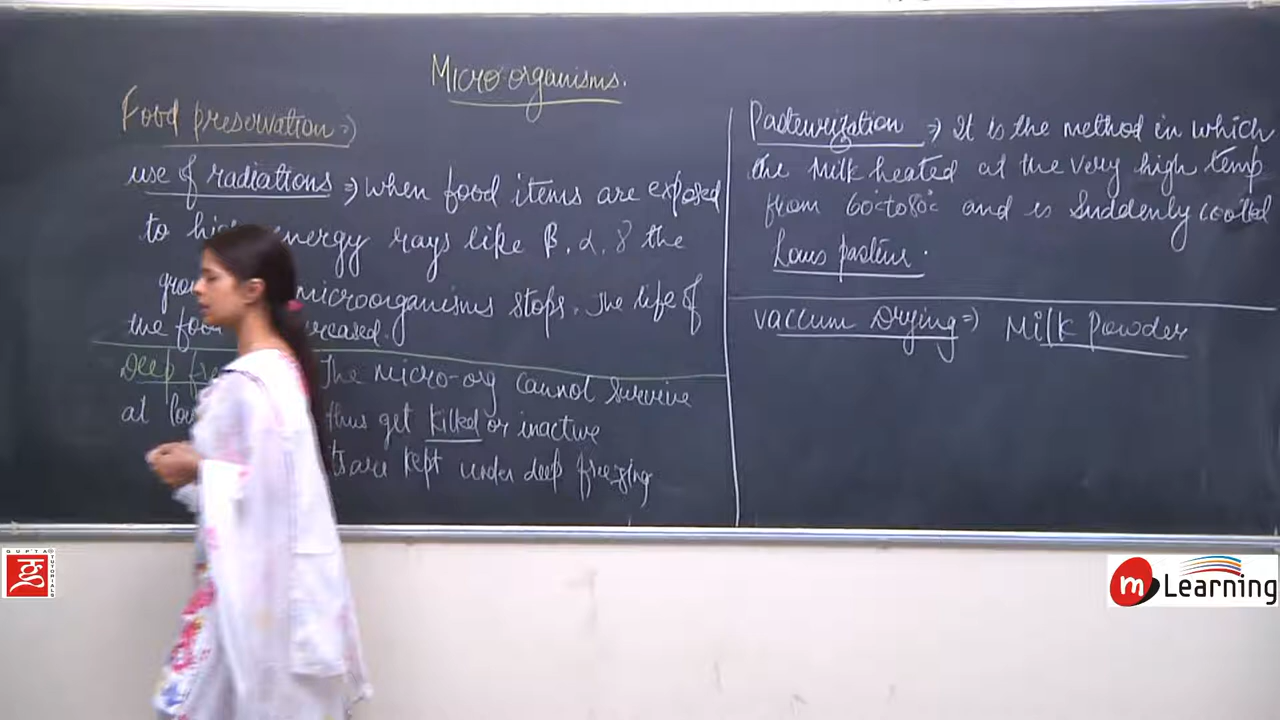 Micro-organisms.
Food preservation ⇒
use of radiations ⇒ when food items are exposed
to energy rays like β, α, γ the
microorganisms stops. The life of
the
Deep The micro-org cannot survive
at thus get killed or inactive
are kept under deep freezing
Pasteurization ⇒ It is the method in which
the Milk heated at the very high temp
from 60°c to 80°c and is suddenly cooled
Louis pasteur.
Vaccum Drying ⇒ Milk Powder
GUPTA
TUTORIALS
m Learning